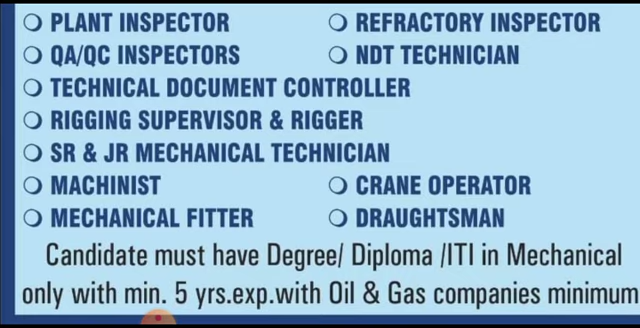 PLANT INSPECTOR REFRACTORY INSPECTOR
QA/QC INSPECTORS NDT TECHNICIAN
TECHNICAL DOCUMENT CONTROLLER
RIGGING SUPERVISOR & RIGGER
SR & JR MECHANICAL TECHNICIAN
MACHINIST CRANE OPERATOR
MECHANICAL FITTER DRAUGHTSMAN
Candidate must have Degree/ Diploma /ITI in Mechanical
only with min. 5 yrs.exp.with Oil & Gas companies minimum